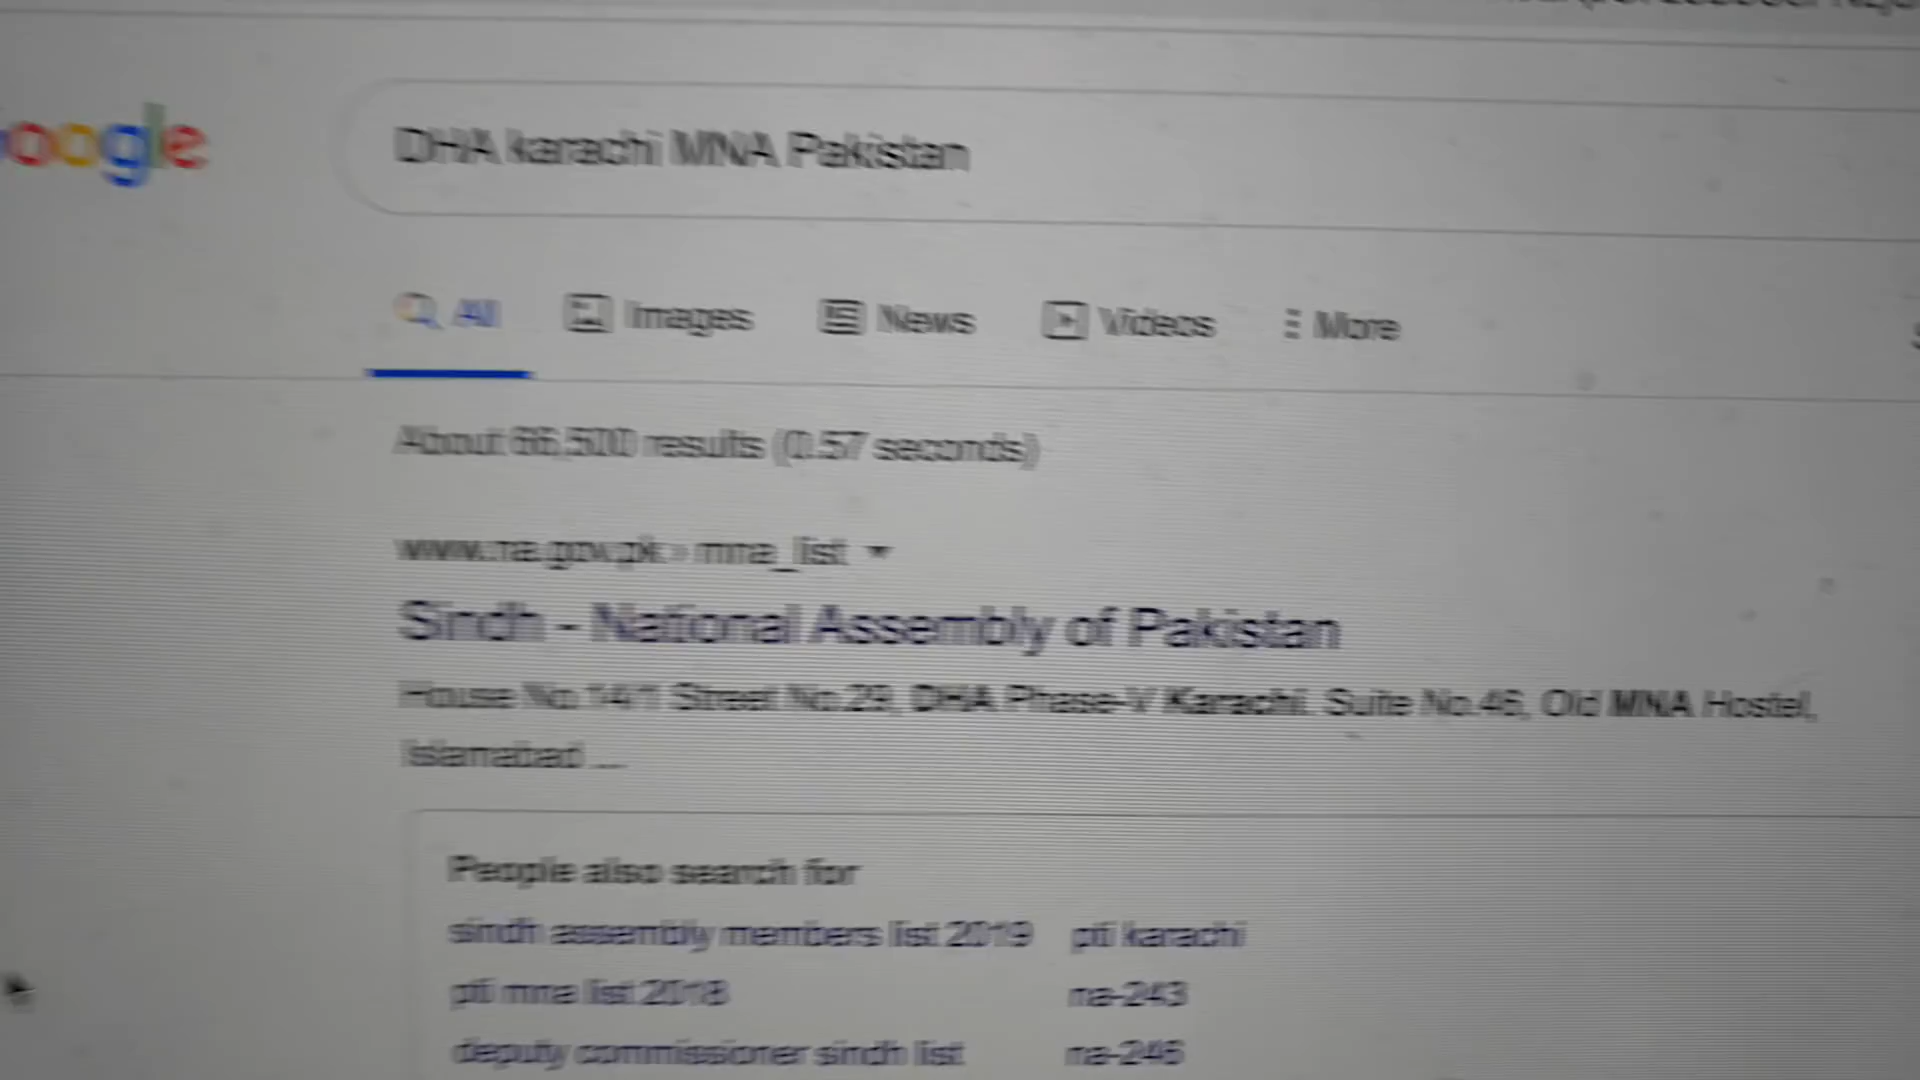 oogle
DHA karachi MNA Pakistan
All Images News Videos More
About 66,500 results (0.57 seconds)
www.na.gov.pk › mna_list
Sindh - National Assembly of Pakistan
House No.14/1 Street No.29, DHA Phase-V Karachi. Suite No.46, Old MNA Hostel,
Islamabad ...
People also search for
sindh assembly members list 2019 pti karachi
pti mna list 2018 na-243
deputy commissioner sindh list na-246